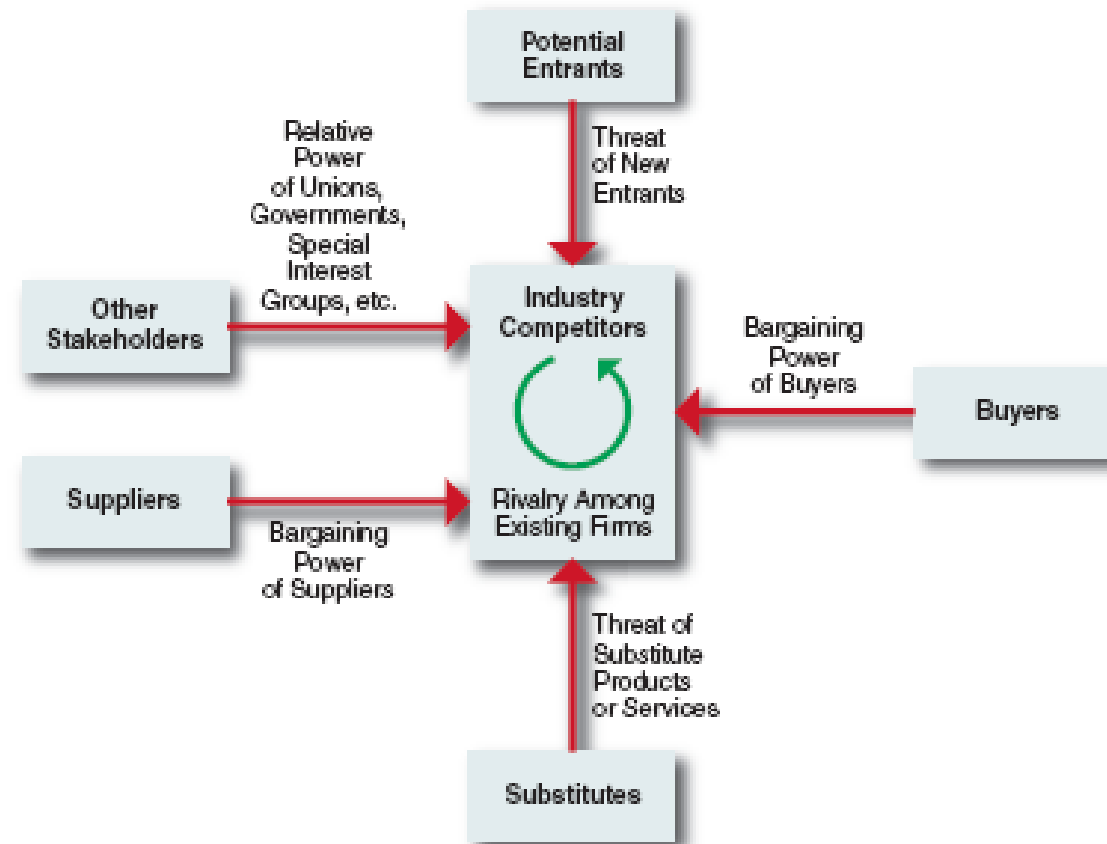 Potential
Entrants
Threat
of New
Entrants
Relative
Power
of Unions,
Governments,
Special
Interest
Groups, etc.
Other
Stakeholders
Industry
Competitors
Rivalry Among
Existing Firms
Bargaining
Power
of Buyers
Buyers
Suppliers
Bargaining
Power
of Suppliers
Threat of
Substitute
Products
or Services
Substitutes